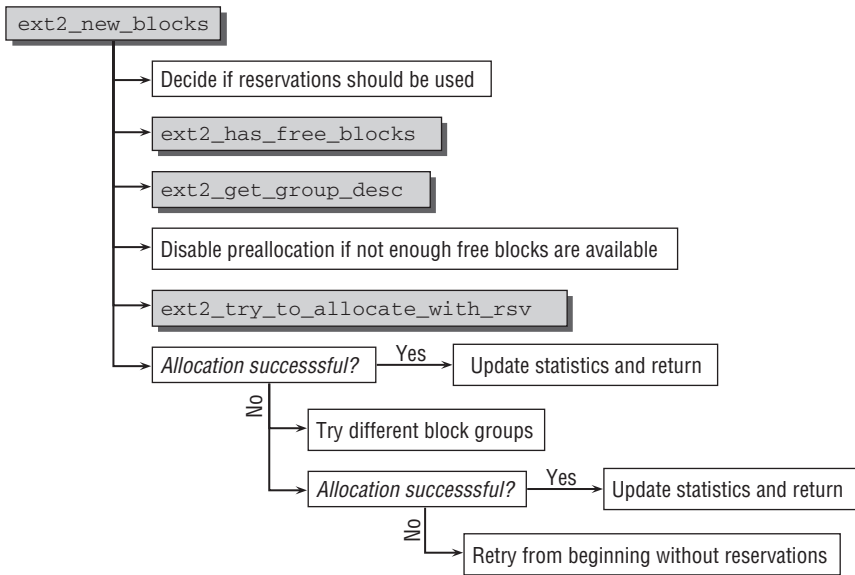 ext2_new_blocks
Decide if reservations should be used
ext2_has_free_blocks
ext2_get_group_desc
Disable preallocation if not enough free blocks are available
ext2_try_to_allocate_with_rsv
Allocation successsful?
Yes
Update statistics and return
No
Try different block groups
Allocation successsful?
Yes
Update statistics and return
No
Retry from beginning without reservations